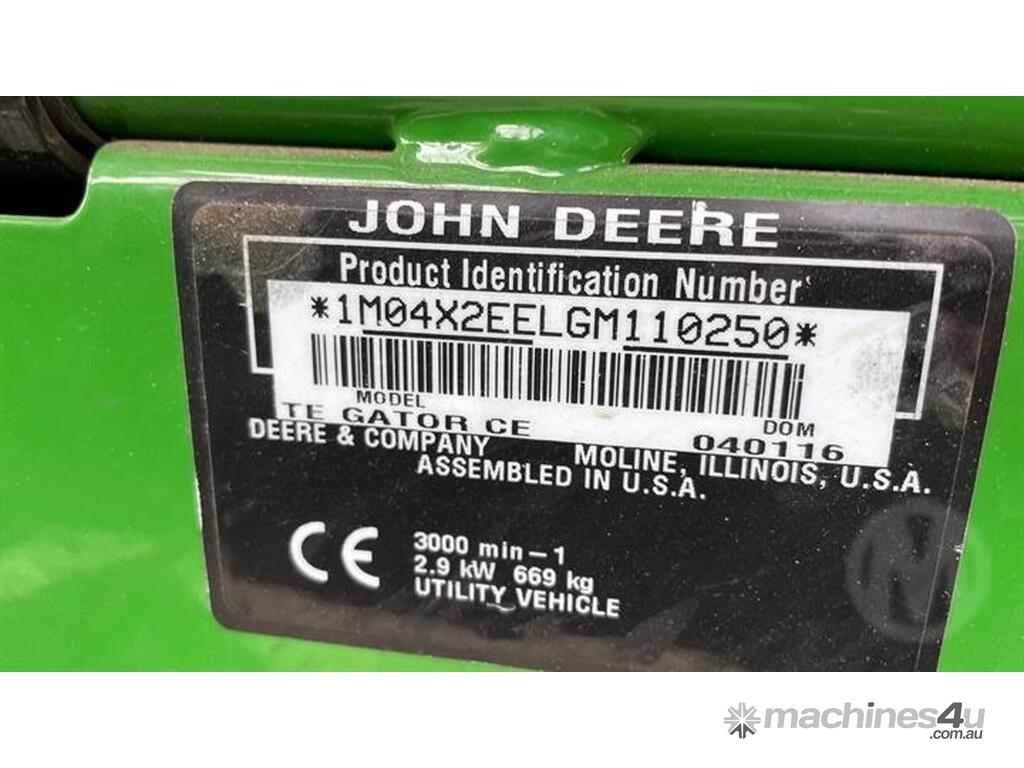 JOHN DEERE
Product Identification Number
*1M04X2EELGM110250*
MODEL DOM
TE GATOR CE 040116
DEERE & COMPANY MOLINE, ILLINOIS, U.S.A.
ASSEMBLED IN U.S.A.
CE 3000 min-1
2.9 kW 669 kg
UTILITY VEHICLE
machines4u
.com.au